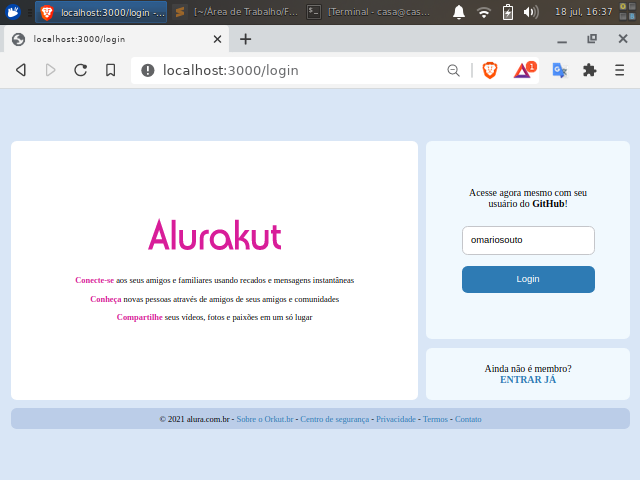 localhost:3000/login -...
[~/Área de Trabalho/F...
[Terminal - casa@cas...
18 jul, 16:37
localhost:3000/login
localhost:3000/login
1
Alurakut
Conecte-se aos seus amigos e familiares usando recados e mensagens instantâneas
Conheça novas pessoas através de amigos de seus amigos e comunidades
Compartilhe seus vídeos, fotos e paixões em um só lugar
Acesse agora mesmo com seu
usuário do GitHub!
omariosouto
Login
Ainda não é membro?
ENTRAR JÁ
© 2021 alura.com.br - Sobre o Orkut.br - Centro de segurança - Privacidade - Termos - Contato